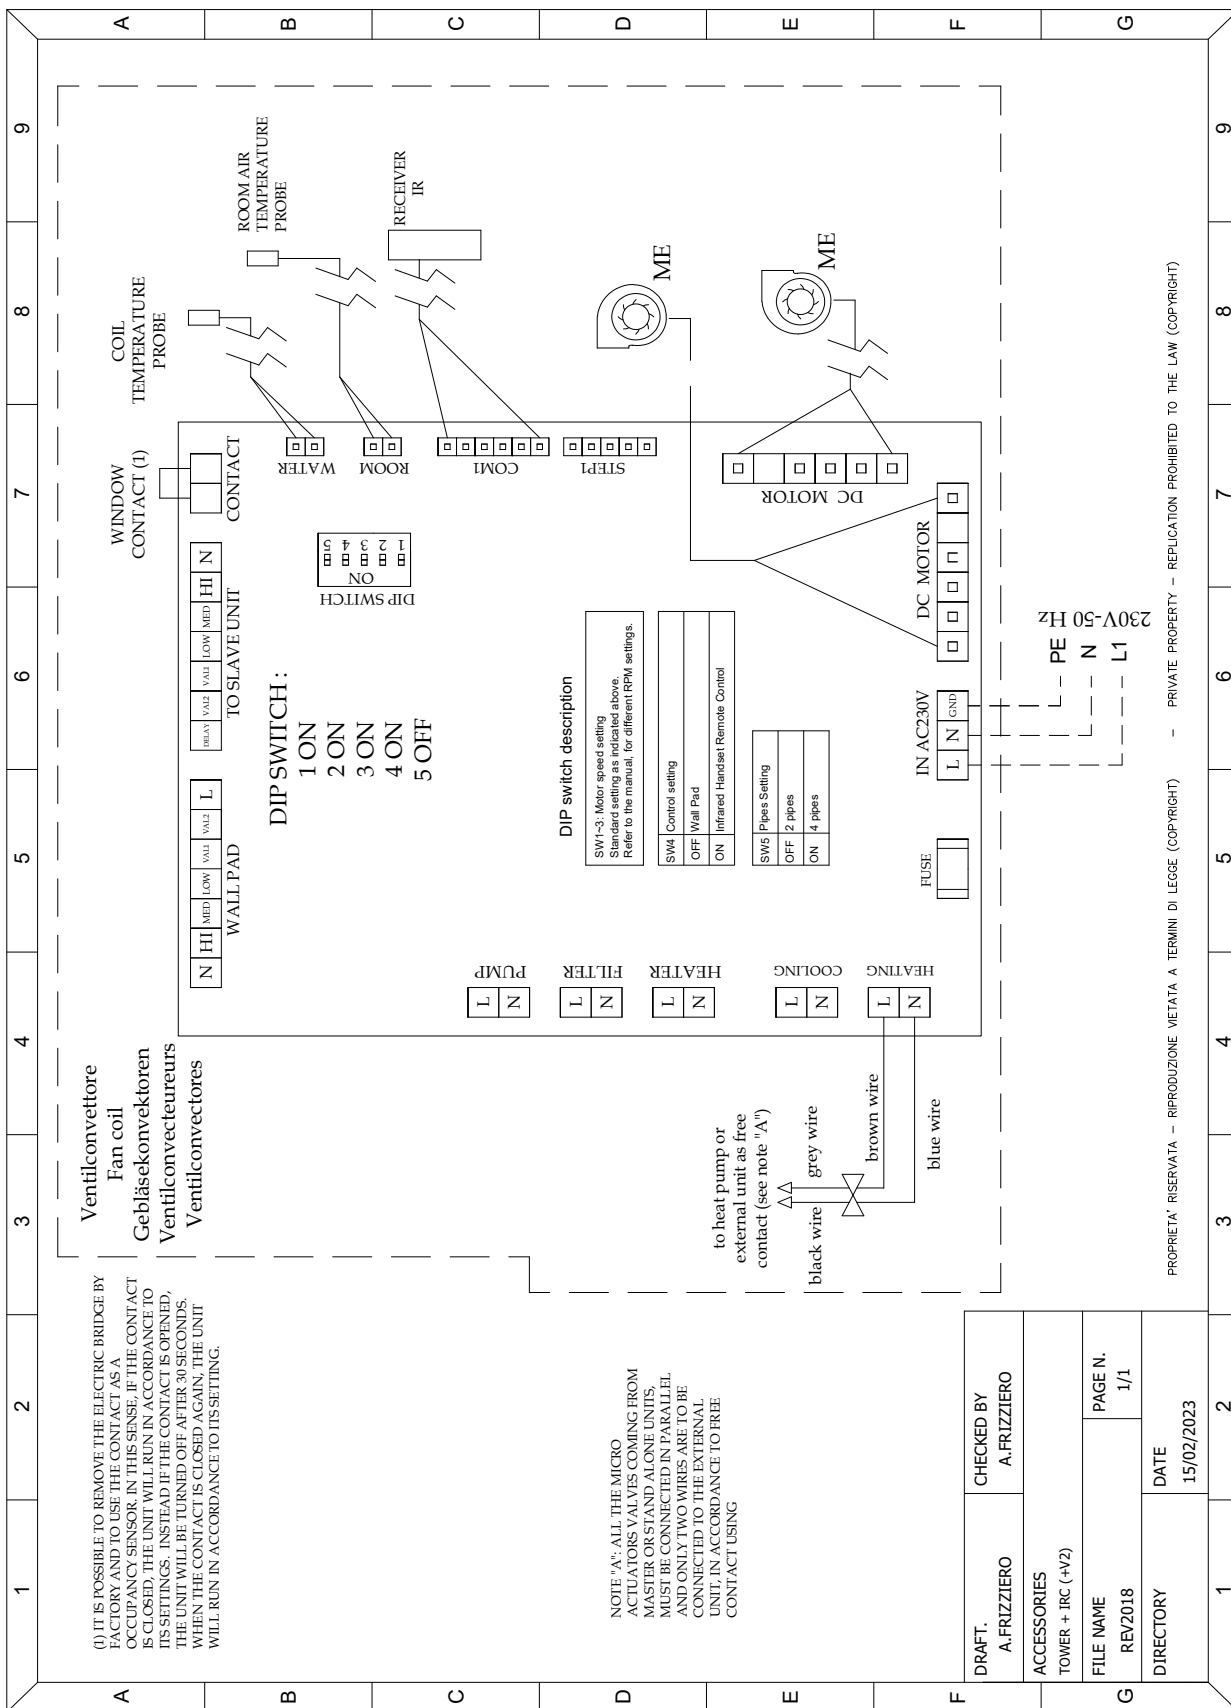 A
B
C
D
E
F
G
9
8
7
6
5
4
3
2
1
Ventilconvettore
Fan coil
Gebläsekonvektoren
Ventilconvecteureurs
Ventilconvectores
(1) IT IS POSSIBLE TO REMOVE THE ELECTRIC BRIDGE BY
FACTORY AND TO USE THE CONTACT AS A
OCCUPANCY SENSOR. IN THIS SENSE, IF THE CONTACT
IS CLOSED, THE UNIT WILL RUN IN ACCORDANCE TO
ITS SETTINGS. INSTEAD IF THE CONTACT IS OPENED,
THE UNIT WILL BE TURNED OFF AFTER 30 SECONDS.
WHEN THE CONTACT IS CLOSED AGAIN, THE UNIT
WILL RUN IN ACCORDANCE TO ITS SETTING.
N HI MED LOW VAL1 VAL2 L
WALL PAD
DELAY VAL2 VAL1 LOW MED HI N
TO SLAVE UNIT
WINDOW
CONTACT (1)
CONTACT
COIL
TEMPERATURE
PROBE
ROOM AIR
TEMPERATURE
PROBE
RECEIVER
IR
WATER
ROOM
COM1
STEP1
DC MOTOR
ME
ME
DIP SWITCH :
1 ON
2 ON
3 ON
4 ON
5 OFF
DIP SWITCH
ON
1 2 3 4 5
DIP switch description
SW1~3: Motor speed setting
Standard setting as indicated above.
Refer to the manual, for different RPM settings.
SW4 Control setting
OFF Wall Pad
ON Infrared Handset Remote Control
SW5 Pipes Setting
OFF 2 pipes
ON 4 pipes
PUMP
L
N
FILTER
L
N
HEATER
L
N
COOLING
L
N
HEATING
L
N
FUSE
IN AC230V
L N GND
DC MOTOR
PE
N
L1
230V-50 Hz
to heat pump or
external unit as free
contact (see note "A")
black wire
grey wire
brown wire
blue wire
NOTE "A": ALL THE MICRO
ACTUATORS VALVES COMING FROM
MASTER OR STAND ALONE UNITS,
MUST BE CONNECTED IN PARALLEL
AND ONLY TWO WIRES ARE TO BE
CONNECTED TO THE EXTERNAL
UNIT, IN ACCORDANCE TO FREE
CONTACT USING
DRAFT.
A.FRIZZIERO
CHECKED BY
A.FRIZZIERO
ACCESSORIES
TOWER + IRC (+V2)
FILE NAME
REV2018
PAGE N.
1/1
DIRECTORY
DATE
15/02/2023
PROPRIETA' RISERVATA - RIPRODUZIONE VIETATA A TERMINI DI LEGGE (COPYRIGHT) - PRIVATE PROPERTY - REPLICATION PROHIBITED TO THE LAW (COPYRIGHT)
1
2
3
4
5
6
7
8
9
A
B
C
D
E
F
G